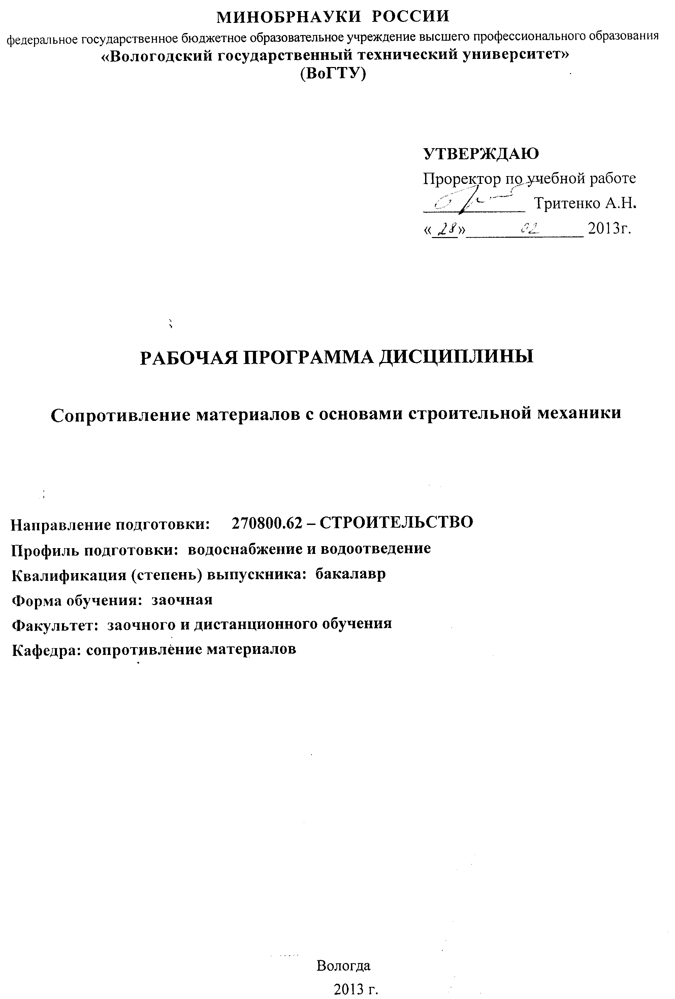 МИНОБРНАУКИ РОССИИ
федеральное государственное бюджетное образовательное учреждение высшего профессионального образования
«Вологодский государственный технический университет»
(ВоГТУ)
УТВЕРЖДАЮ
Проректор по учебной работе
Тритенко А.Н.
«28» 02 2013г.
РАБОЧАЯ ПРОГРАММА ДИСЦИПЛИНЫ
Сопротивление материалов с основами строительной механики
Направление подготовки: 270800.62 – СТРОИТЕЛЬСТВО
Профиль подготовки: водоснабжение и водоотведение
Квалификация (степень) выпускника: бакалавр
Форма обучения: заочная
Факультет: заочного и дистанционного обучения
Кафедра: сопротивление материалов
Вологда
2013 г.